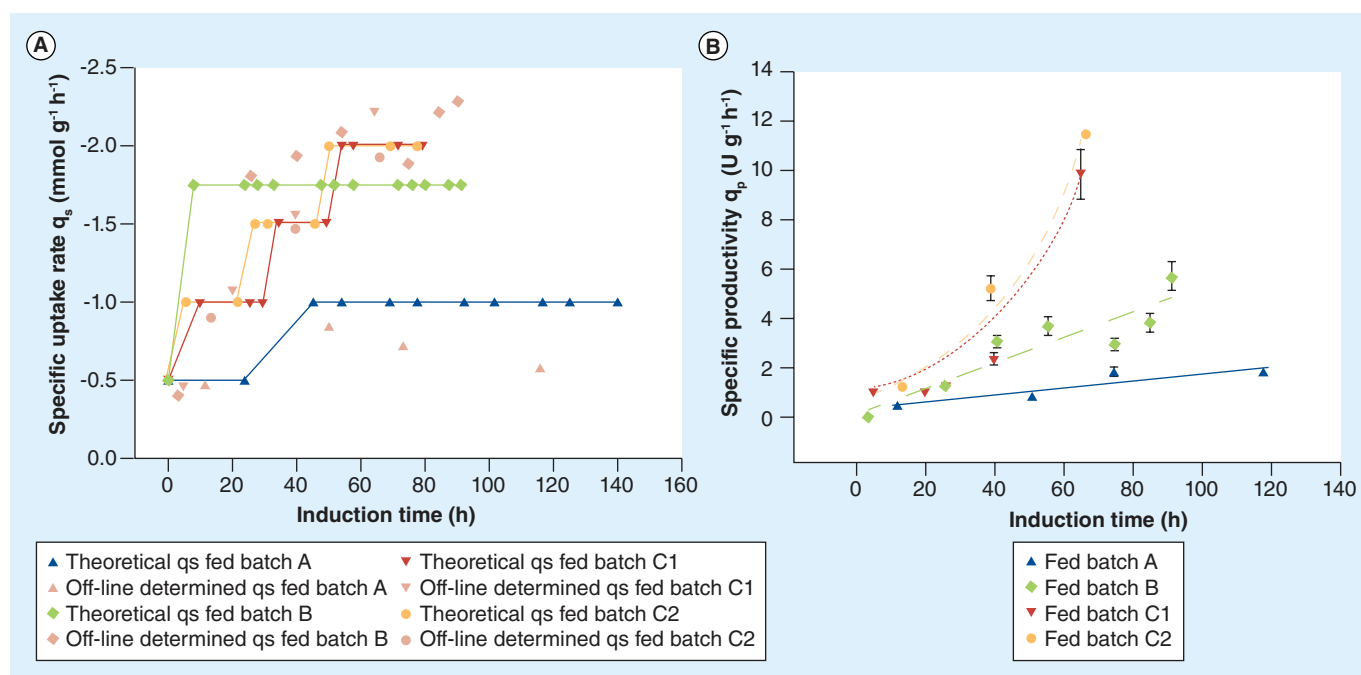 A
Specific uptake rate qs (mmol g-1 h-1)
-2.5
-2.0
-1.5
-1.0
-0.5
0.0
0 20 40 60 80 100 120 140 160
Induction time (h)
Theoretical qs fed batch A
Off-line determined qs fed batch A
Theoretical qs fed batch B
Off-line determined qs fed batch B
Theoretical qs fed batch C1
Off-line determined qs fed batch C1
Theoretical qs fed batch C2
Off-line determined qs fed batch C2
B
Specific productivity qp (U g-1 h-1)
14
12
10
8
6
4
2
0
0 20 40 60 80 100 120 140
Induction time (h)
Fed batch A
Fed batch B
Fed batch C1
Fed batch C2